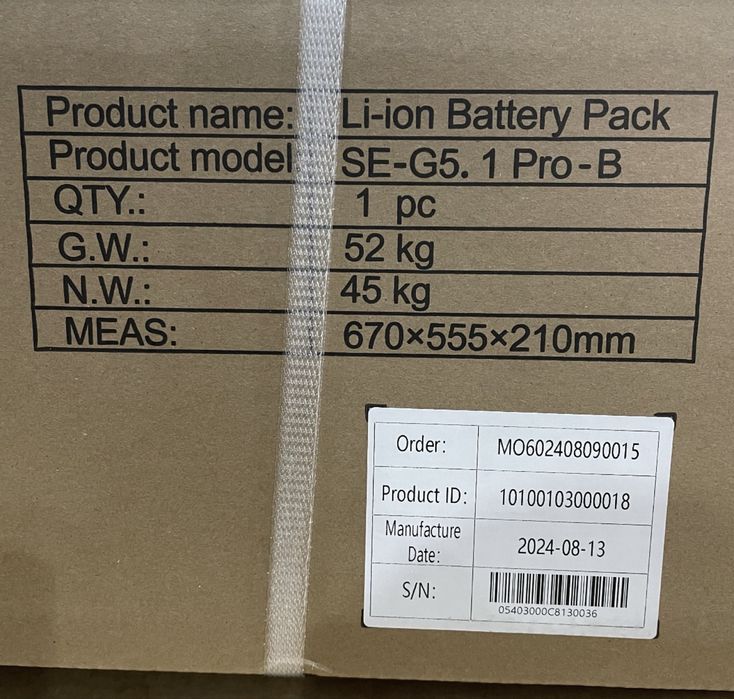 Product name: Li-ion Battery Pack
Product model SE-G5. 1 Pro-B
QTY.: 1 pc
G.W.: 52 kg
N.W.: 45 kg
MEAS: 670×555×210mm
Order: MO602408090015
Product ID: 10100103000018
Manufacture
Date: 2024-08-13
S/N:
05403000C8130036